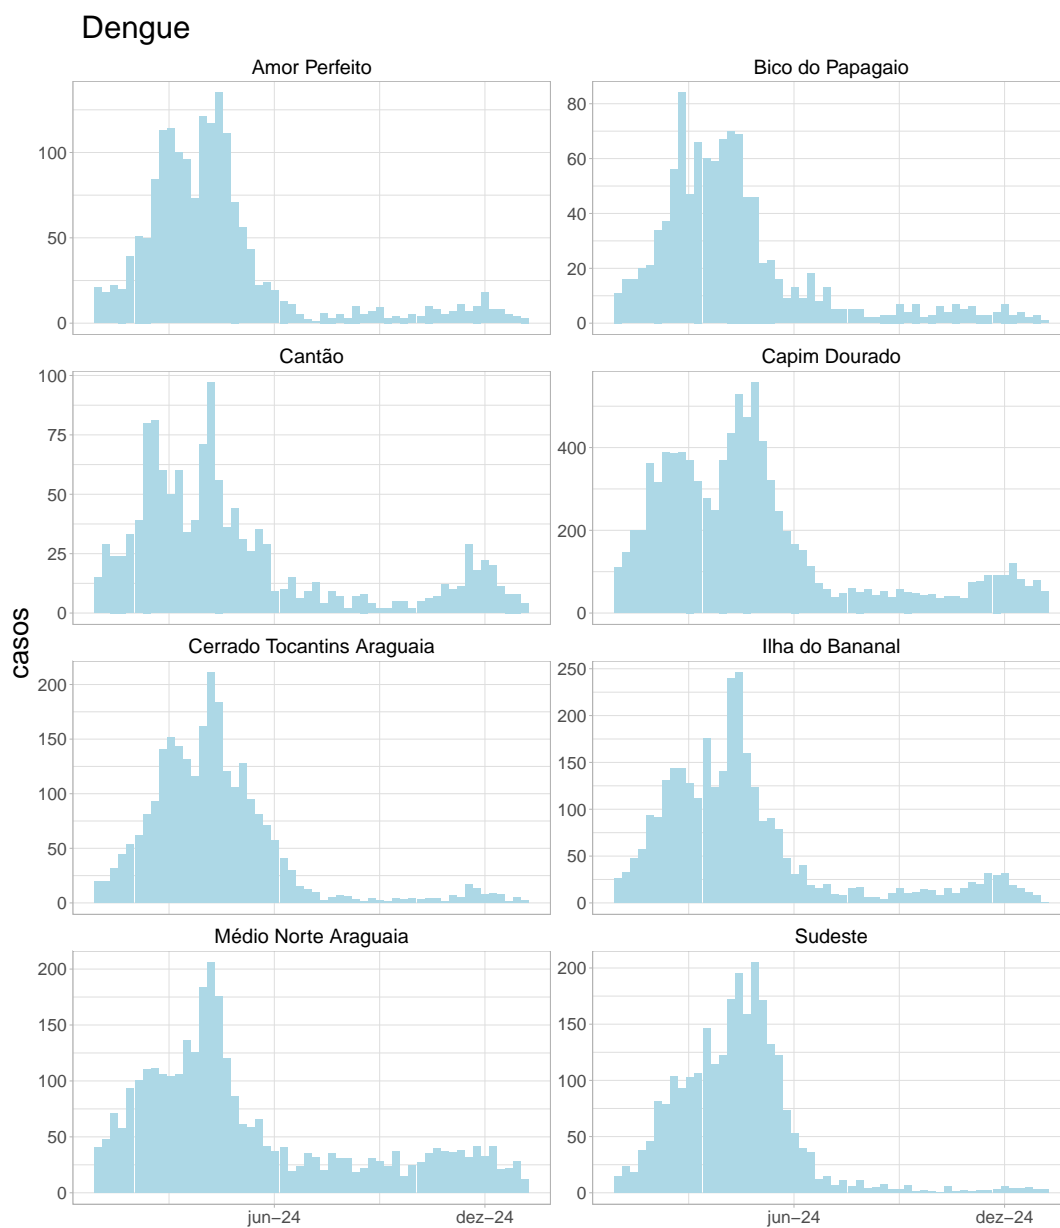 Dengue
Amor Perfeito
Bico do Papagaio
100
50
0
80
60
40
20
0
Cantão
Capim Dourado
100
75
50
25
0
400
200
0
casos
Cerrado Tocantins Araguaia
Ilha do Bananal
200
150
100
50
0
250
200
150
100
50
0
Médio Norte Araguaia
Sudeste
200
150
100
50
0
200
150
100
50
0
jun−24
dez−24
jun−24
dez−24